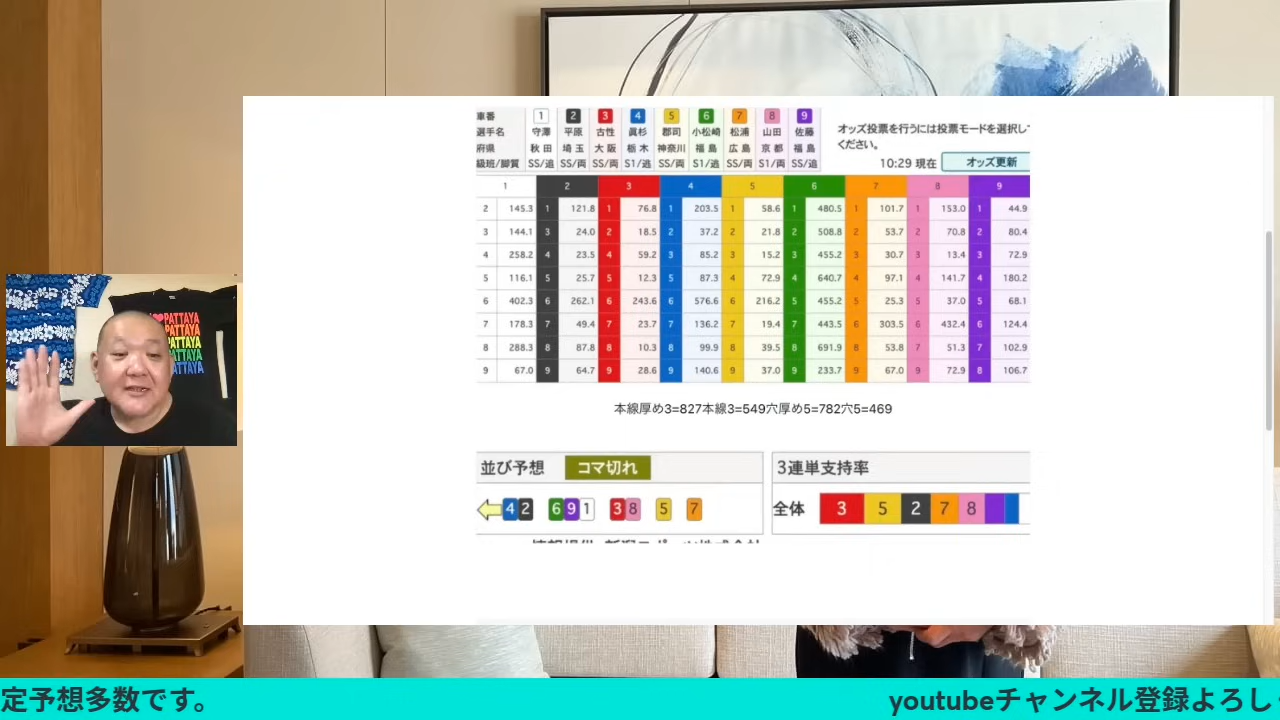 車番 1 2 3 4 5 6 7 8 9
選手名 守澤 平原 古性 眞杉 郡司 小松崎 松浦 山田 佐藤
府県 秋田 埼玉 大阪 栃木 神奈川 福島 広島 京都 福島
級班/脚質 SS/追 SS/両 SS/両 S1/逃 SS/両 S1/逃 SS/両 S1/両 SS/追
オッズ投票を行うには投票モードを選択し
ください。
10:29 現在 オッズ更新
1 2 3 4 5 6 7 8 9
2 145.3 1 121.8 1 76.8 1 203.5 1 58.6 1 480.5 1 101.7 1 153.0 1 44.9
3 144.1 3 24.0 2 18.5 2 37.2 2 21.8 2 508.8 2 53.7 2 70.8 2 80.4
4 258.2 4 23.5 4 59.2 3 85.2 3 15.2 3 455.2 3 30.7 3 13.4 3 72.9
5 116.1 5 25.7 5 12.3 5 87.3 4 72.9 4 640.7 4 97.1 4 141.7 4 180.2
6 402.3 6 262.1 6 243.6 6 576.6 6 216.2 5 455.2 5 25.3 5 37.0 5 68.1
7 178.3 7 49.4 7 23.7 7 136.2 7 19.4 7 443.5 6 303.5 6 432.4 6 124.4
8 288.3 8 87.8 8 10.3 8 99.9 8 39.5 8 691.9 8 53.8 7 51.3 7 102.9
9 67.0 9 64.7 9 28.6 9 140.6 9 37.0 9 233.7 9 67.0 9 72.9 8 106.7
本線厚め3=827本線3=549穴厚め5=782穴5=469
並び予想 コマ切れ
4 2 6 9 1 3 8 5 7
3連単支持率
全体 3 5 2 7 8
PATTAYA
PATTAYA
PATTAYA
PATTAYA
定予想多数です。
youtubeチャンネル登録よろし